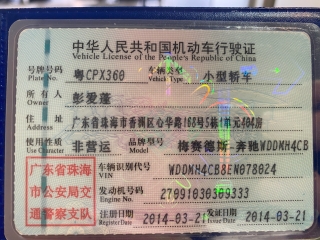 中华人民共和国机动车行驶证
Vehicle License of the People's Republic of China
号牌号码 粤CPX360 车辆类型 小型轿车
Plate No. Vehicle Type
所有人 彭爱蓬
Owner
住址 广东省珠海市香洲区心华路168号5栋1单元404房
Address
使用性质 非营运 品牌型号 梅赛德斯-奔驰WDDMH4CB
Use Character Model
广东省珠海
市公安局交
通警察支队
车辆识别代号 WDDMH4CB8EN078024
VIN
发动机号码 27091030309333
Engine No.
注册日期 2014-03-21 发证日期 2014-03-21
Register Date Issue Date